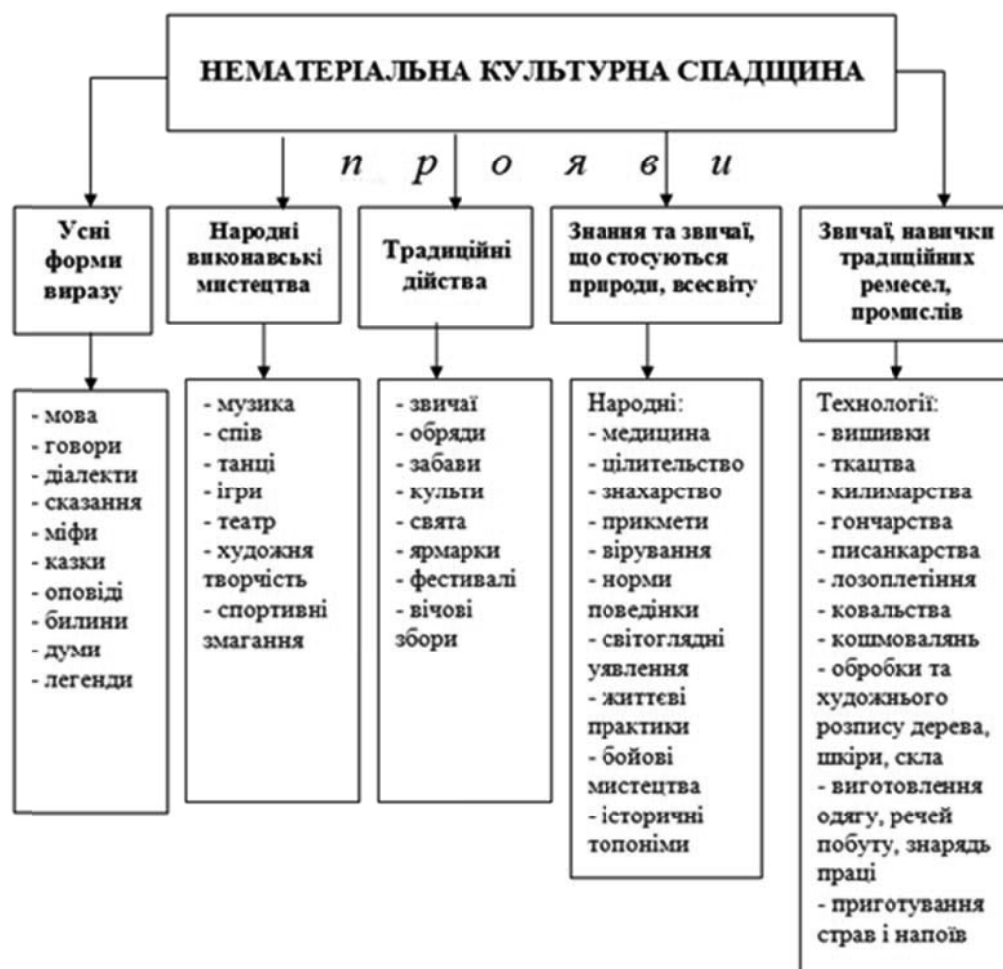 НЕМАТЕРІАЛЬНА КУЛЬТУРНА СПАДЩИНА
п р о я в и
Усні
форми
виразу
Народні
виконавські
мистецтва
Традиційні
дійства
Знання та звичаї,
що стосуються
природи, всесвіту
Звичаї, навички
традиційних
ремесел,
промислів
- мова
- говори
- діалекти
- сказання
- міфи
- казки
- оповіді
- билини
- думи
- легенди
- музика
- спів
- танці
- ігри
- театр
- художня
творчість
- спортивні
змагання
- звичаї
- обряди
- забави
- культи
- свята
- ярмарки
- фестивалі
- вічові
збори
Народні:
- медицина
- цілительство
- знахарство
- прикмети
- вірування
- норми
поведінки
- світоглядні
уявлення
- життєві
практики
- бойові
мистецтва
- історичні
топоніми
Технології:
- вишивки
- ткацтва
- килимарства
- гончарства
- писанкарства
- лозоплетіння
- ковальства
- кошмовалянь
- обробки та
художнього
розпису дерева,
шкіри, скла
- виготовлення
одягу, речей
побуту, знарядь
праці
- приготування
страв і напоїв